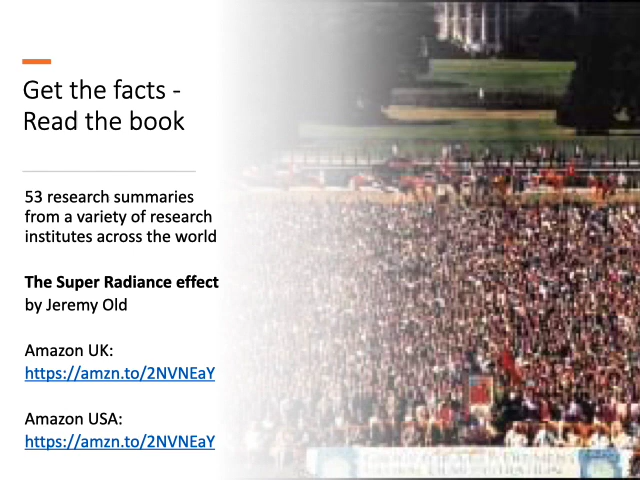 Get the facts -
Read the book
53 research summaries
from a variety of research
institutes across the world
The Super Radiance effect
by Jeremy Old
Amazon UK:
https://amzn.to/2NVNEaY
Amazon USA:
https://amzn.to/2NVNEaY